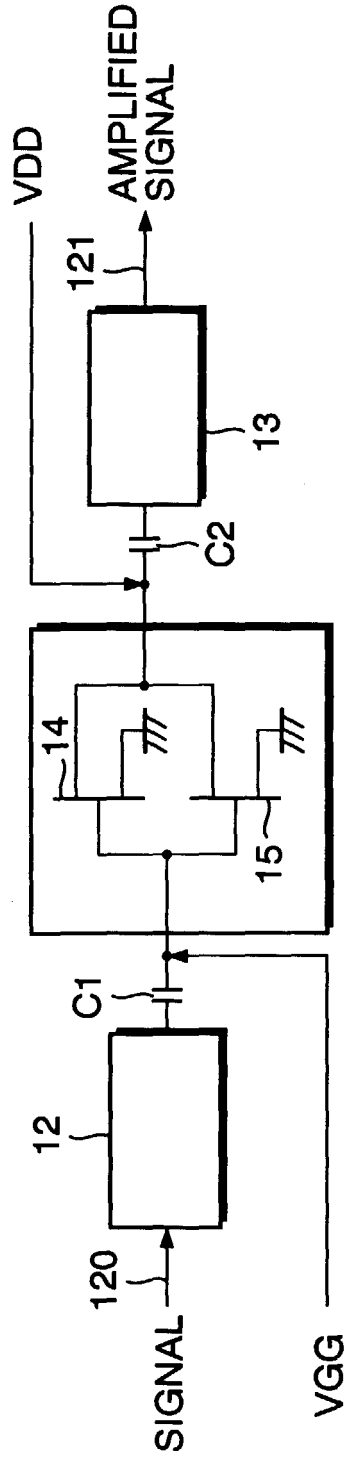 VDD
121
AMPLIFIED
SIGNAL
14
C2
13
15
12
C1
120
SIGNAL
VGG